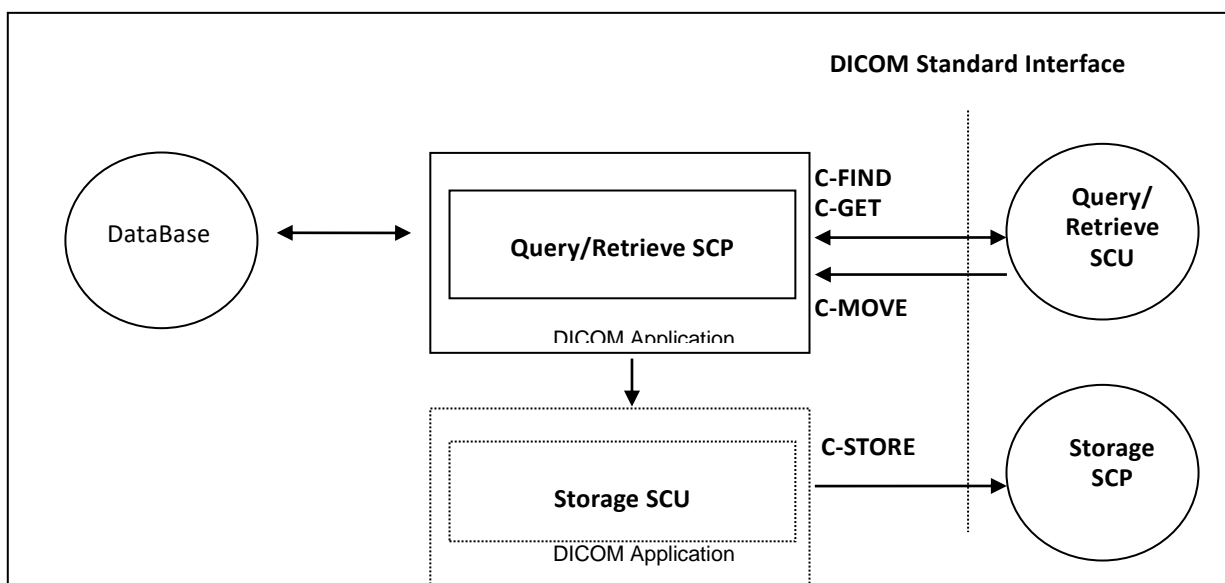 DICOM Standard Interface
DataBase
Query/Retrieve SCP
DICOM Application
C-FIND
C-GET
C-MOVE
Query/
Retrieve
SCU
Storage SCU
DICOM Application
C-STORE
Storage
SCP